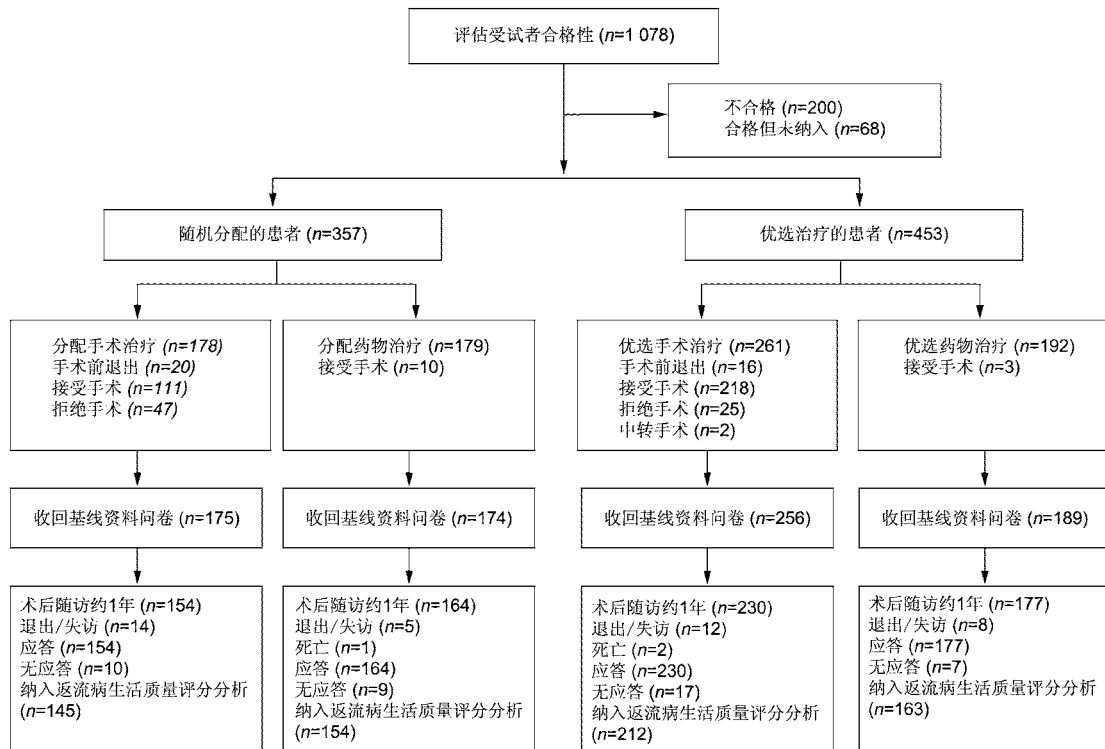 评估受试者合格性 (n=1 078)
不合格 (n=200)
合格但未纳入 (n=68)
随机分配的患者 (n=357)
优选治疗的患者 (n=453)
分配手术治疗 (n=178)
手术前退出 (n=20)
接受手术 (n=111)
拒绝手术 (n=47)
分配药物治疗 (n=179)
接受手术 (n=10)
优选手术治疗 (n=261)
手术前退出 (n=16)
接受手术 (n=218)
拒绝手术 (n=25)
中转手术 (n=2)
优选药物治疗 (n=192)
接受手术 (n=3)
收回基线资料问卷 (n=175)
收回基线资料问卷 (n=174)
收回基线资料问卷 (n=256)
收回基线资料问卷 (n=189)
术后随访约1年 (n=154)
退出/失访 (n=14)
应答 (n=154)
无应答 (n=10)
纳入返流病生活质量评分分析
(n=145)
术后随访约1年 (n=164)
退出/失访 (n=5)
死亡 (n=1)
应答 (n=164)
无应答 (n=9)
纳入返流病生活质量评分分析
(n=154)
术后随访约1年 (n=230)
退出/失访 (n=12)
死亡 (n=2)
应答 (n=230)
无应答 (n=17)
纳入返流病生活质量评分分析
(n=212)
术后随访约1年 (n=177)
退出/失访 (n=8)
应答 (n=177)
无应答 (n=7)
纳入返流病生活质量评分分析
(n=163)